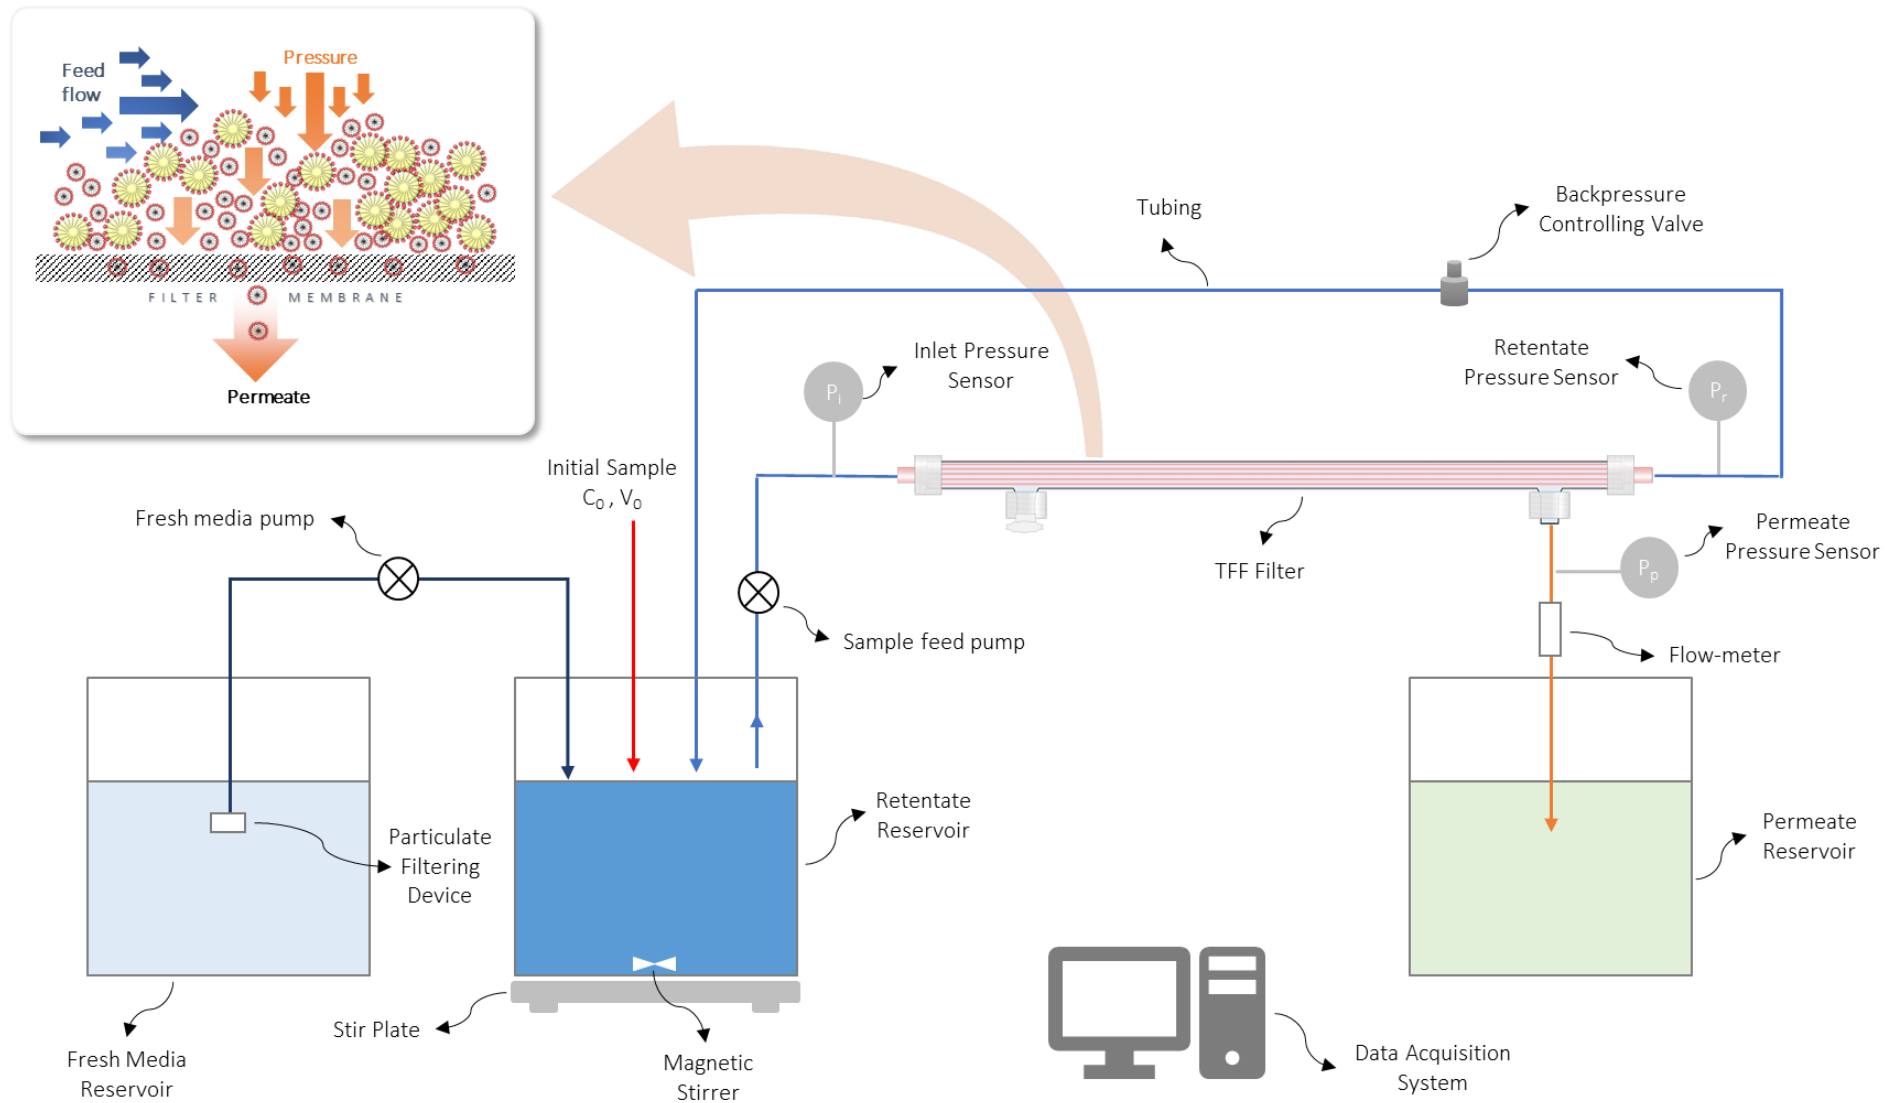 Feed
flow
Pressure
FILTER MEMBRANE
Permeate
Tubing
Backpressure
Controlling Valve
Inlet Pressure
Sensor
Retentate
Pressure Sensor
Pi
Pr
Initial Sample
C0 , V0
Fresh media pump
TFF Filter
Permeate
Pressure Sensor
Pp
Sample feed pump
Flow-meter
Particulate
Filtering
Device
Retentate
Reservoir
Permeate
Reservoir
Stir Plate
Fresh Media
Reservoir
Magnetic
Stirrer
Data Acquisition
System